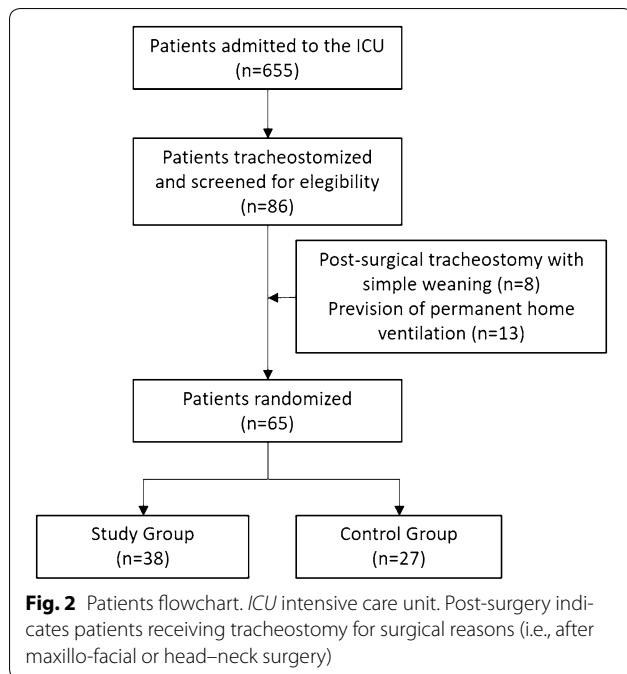 Patients admitted to the ICU
(n=655)
Patients tracheostomized
and screened for elegibility
(n=86)
Post-surgical tracheostomy with
simple weaning (n=8)
Prevision of permanent home
ventilation (n=13)
Patients randomized
(n=65)
Study Group
(n=38)
Control Group
(n=27)
Fig. 2 Patients flowchart. ICU intensive care unit. Post-surgery indi-
cates patients receiving tracheostomy for surgical reasons (i.e., after
maxillo-facial or head–neck surgery)